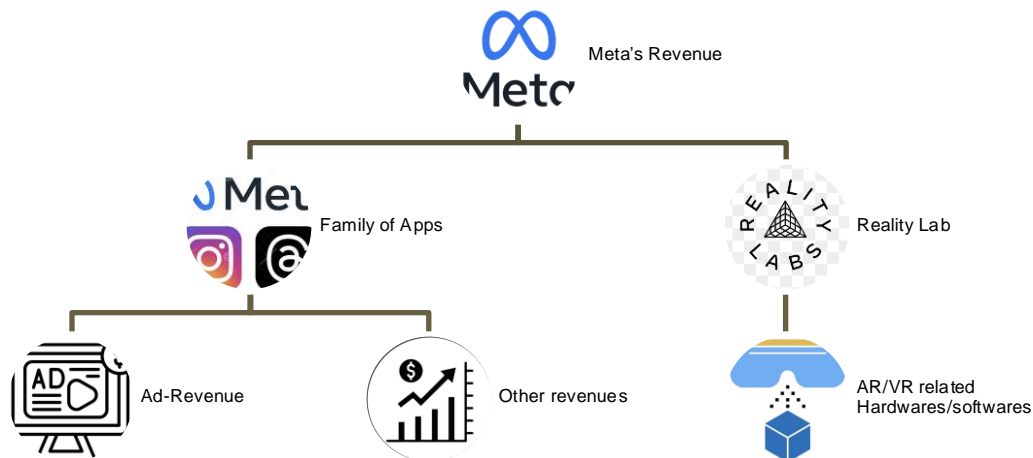 Meta's Revenue
Meta
Meta
Family of Apps
REALITY LABS
Reality Lab
AD
Ad-Revenue
$
Other revenues
AR/VR related
Hardwares/softwares